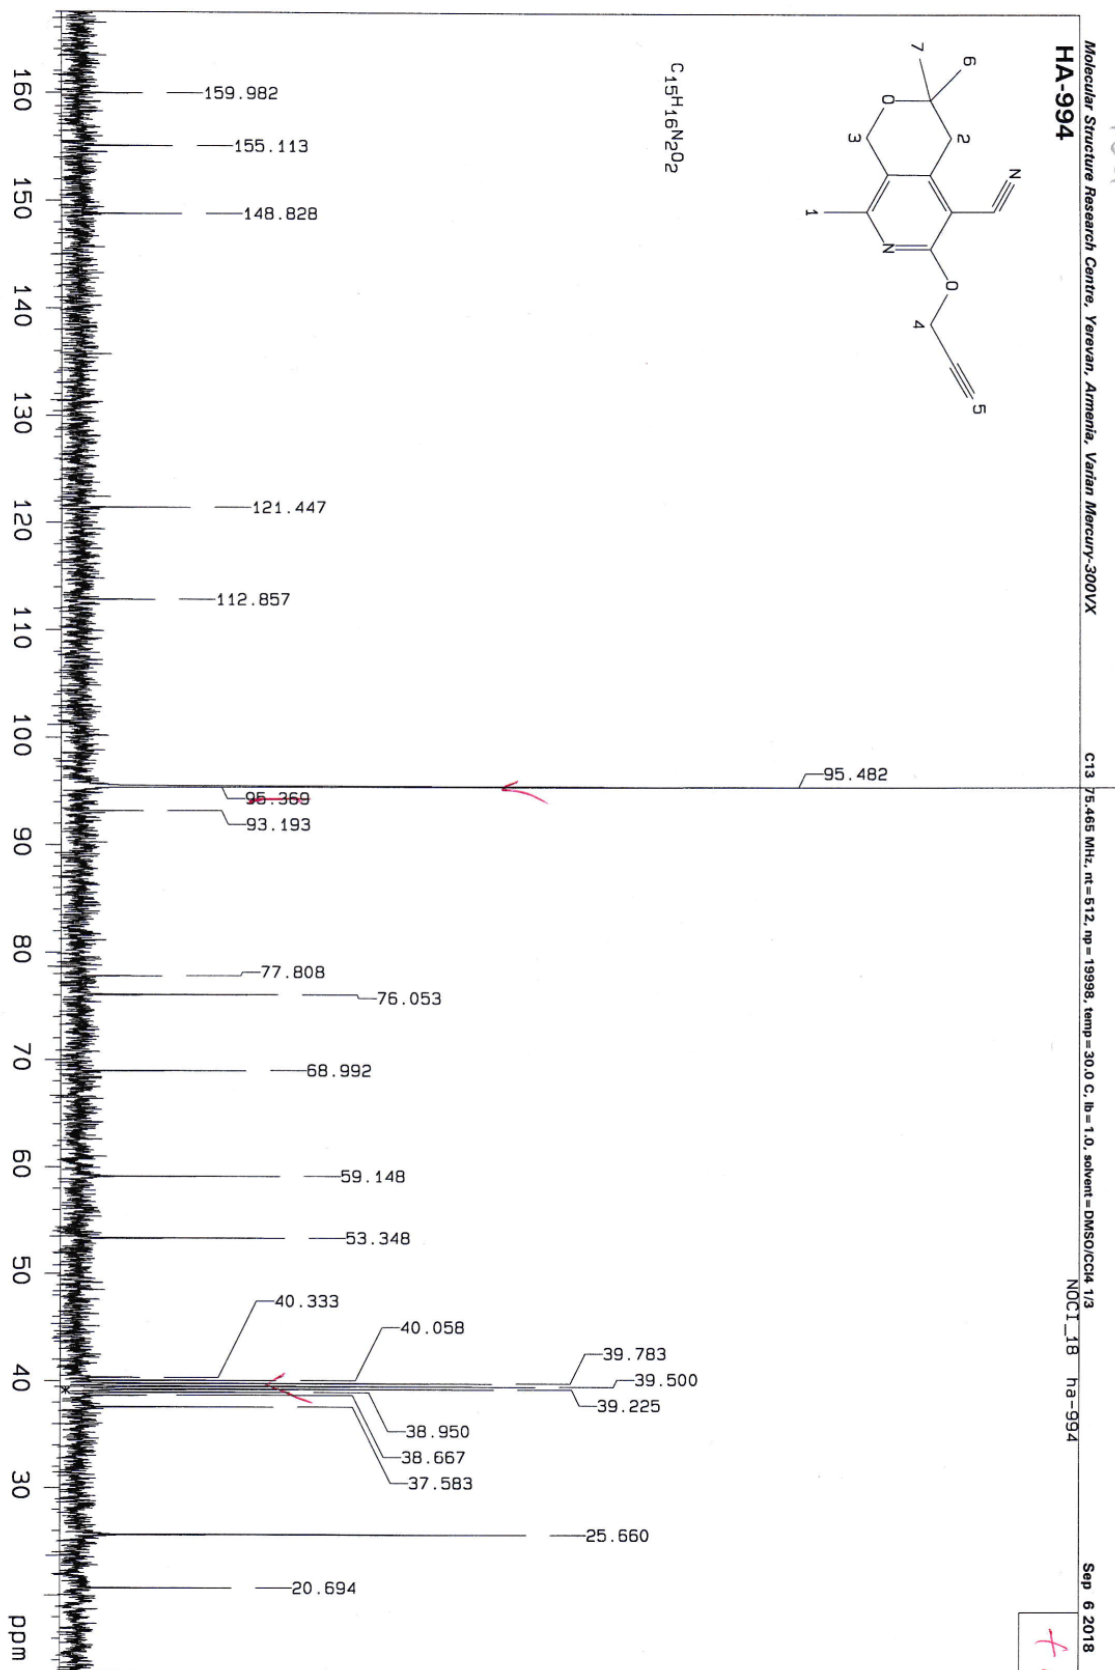 Molecular Structure Research Centre, Yerevan, Armenia, Varian Mercury-300VX
C13 75.465 MHz, nt=512, np=19998, temp=30.0 C, lb=1.0, solvent=DMSO/CCl4 1/3
Sep 6 2018
HA-994
NOCI_18 ha-994
N
6
7
2
O
3
N
O
1
4
5
C15H16N2O2
159.982
155.113
148.828
121.447
112.857
95.482
95.369
93.193
77.808
76.053
68.992
59.148
53.348
40.333
40.058
39.783
39.500
39.225
38.950
38.667
37.583
25.660
20.694
*
160 150 140 130 120 110 100 90 80 70 60 50 40 30 ppm